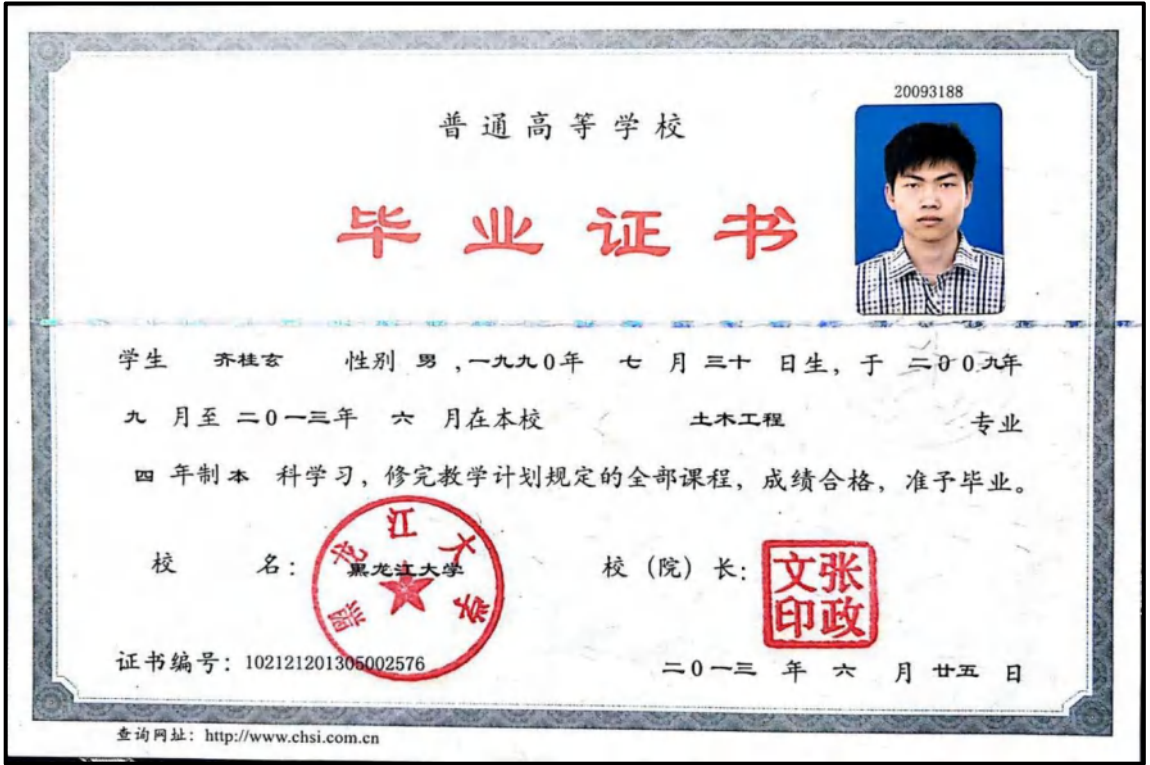 20093188
普通高等学校
毕业证书
学生 齐桂玄 性别 男，一九九0年 七 月 三十 日生，于 二00九年
九 月至 二0一三年 六 月在本校 土木工程 专业
四 年制 本 科学习，修完教学计划规定的全部课程，成绩合格，准予毕业。
校 名： 黑龙江大学 校（院）长：
黑龙江大学
张政文印
证书编号：102121201305002576 二0一三 年 六 月 廿五 日
查询网址：http://www.chsi.com.cn